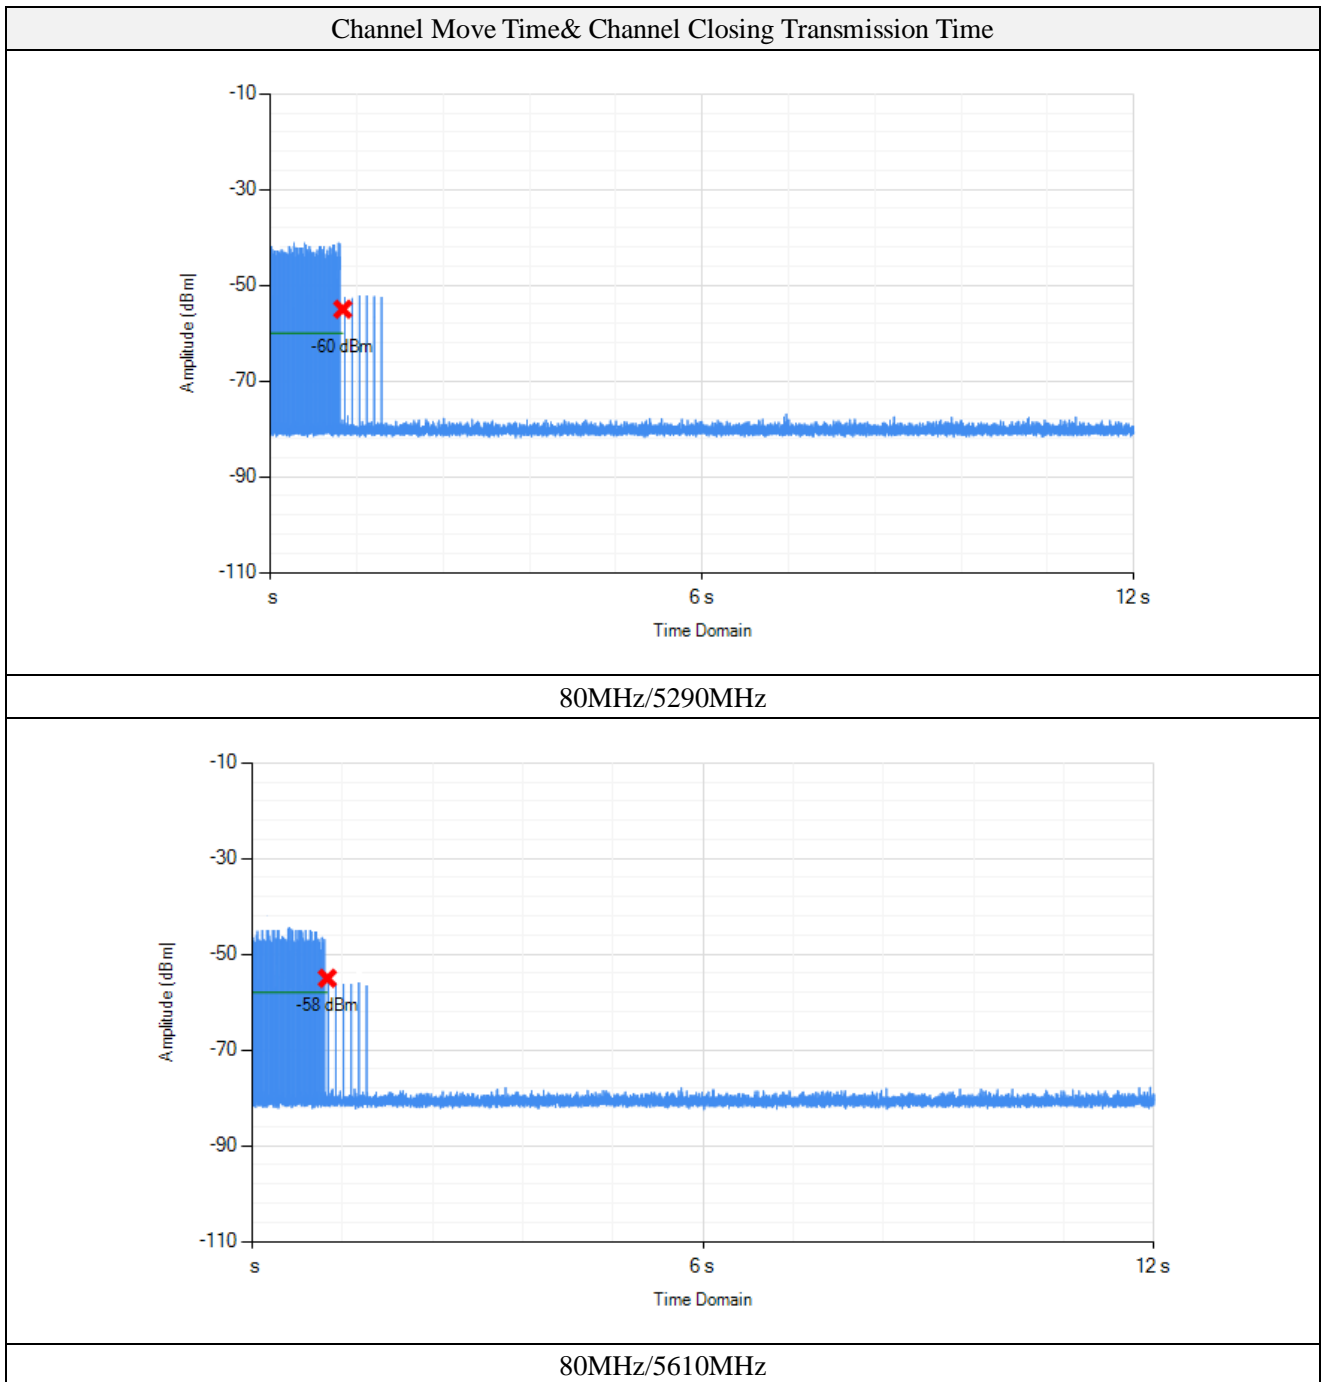 Channel Move Time& Channel Closing Transmission Time
-10
-30
-50
-60 dBm
-70
-90
-110
Amplitude [dBm]
s
6 s
12 s
Time Domain
80MHz/5290MHz
-10
-30
-50
-58 dBm
-70
-90
-110
Amplitude [dBm]
s
6 s
12 s
Time Domain
80MHz/5610MHz